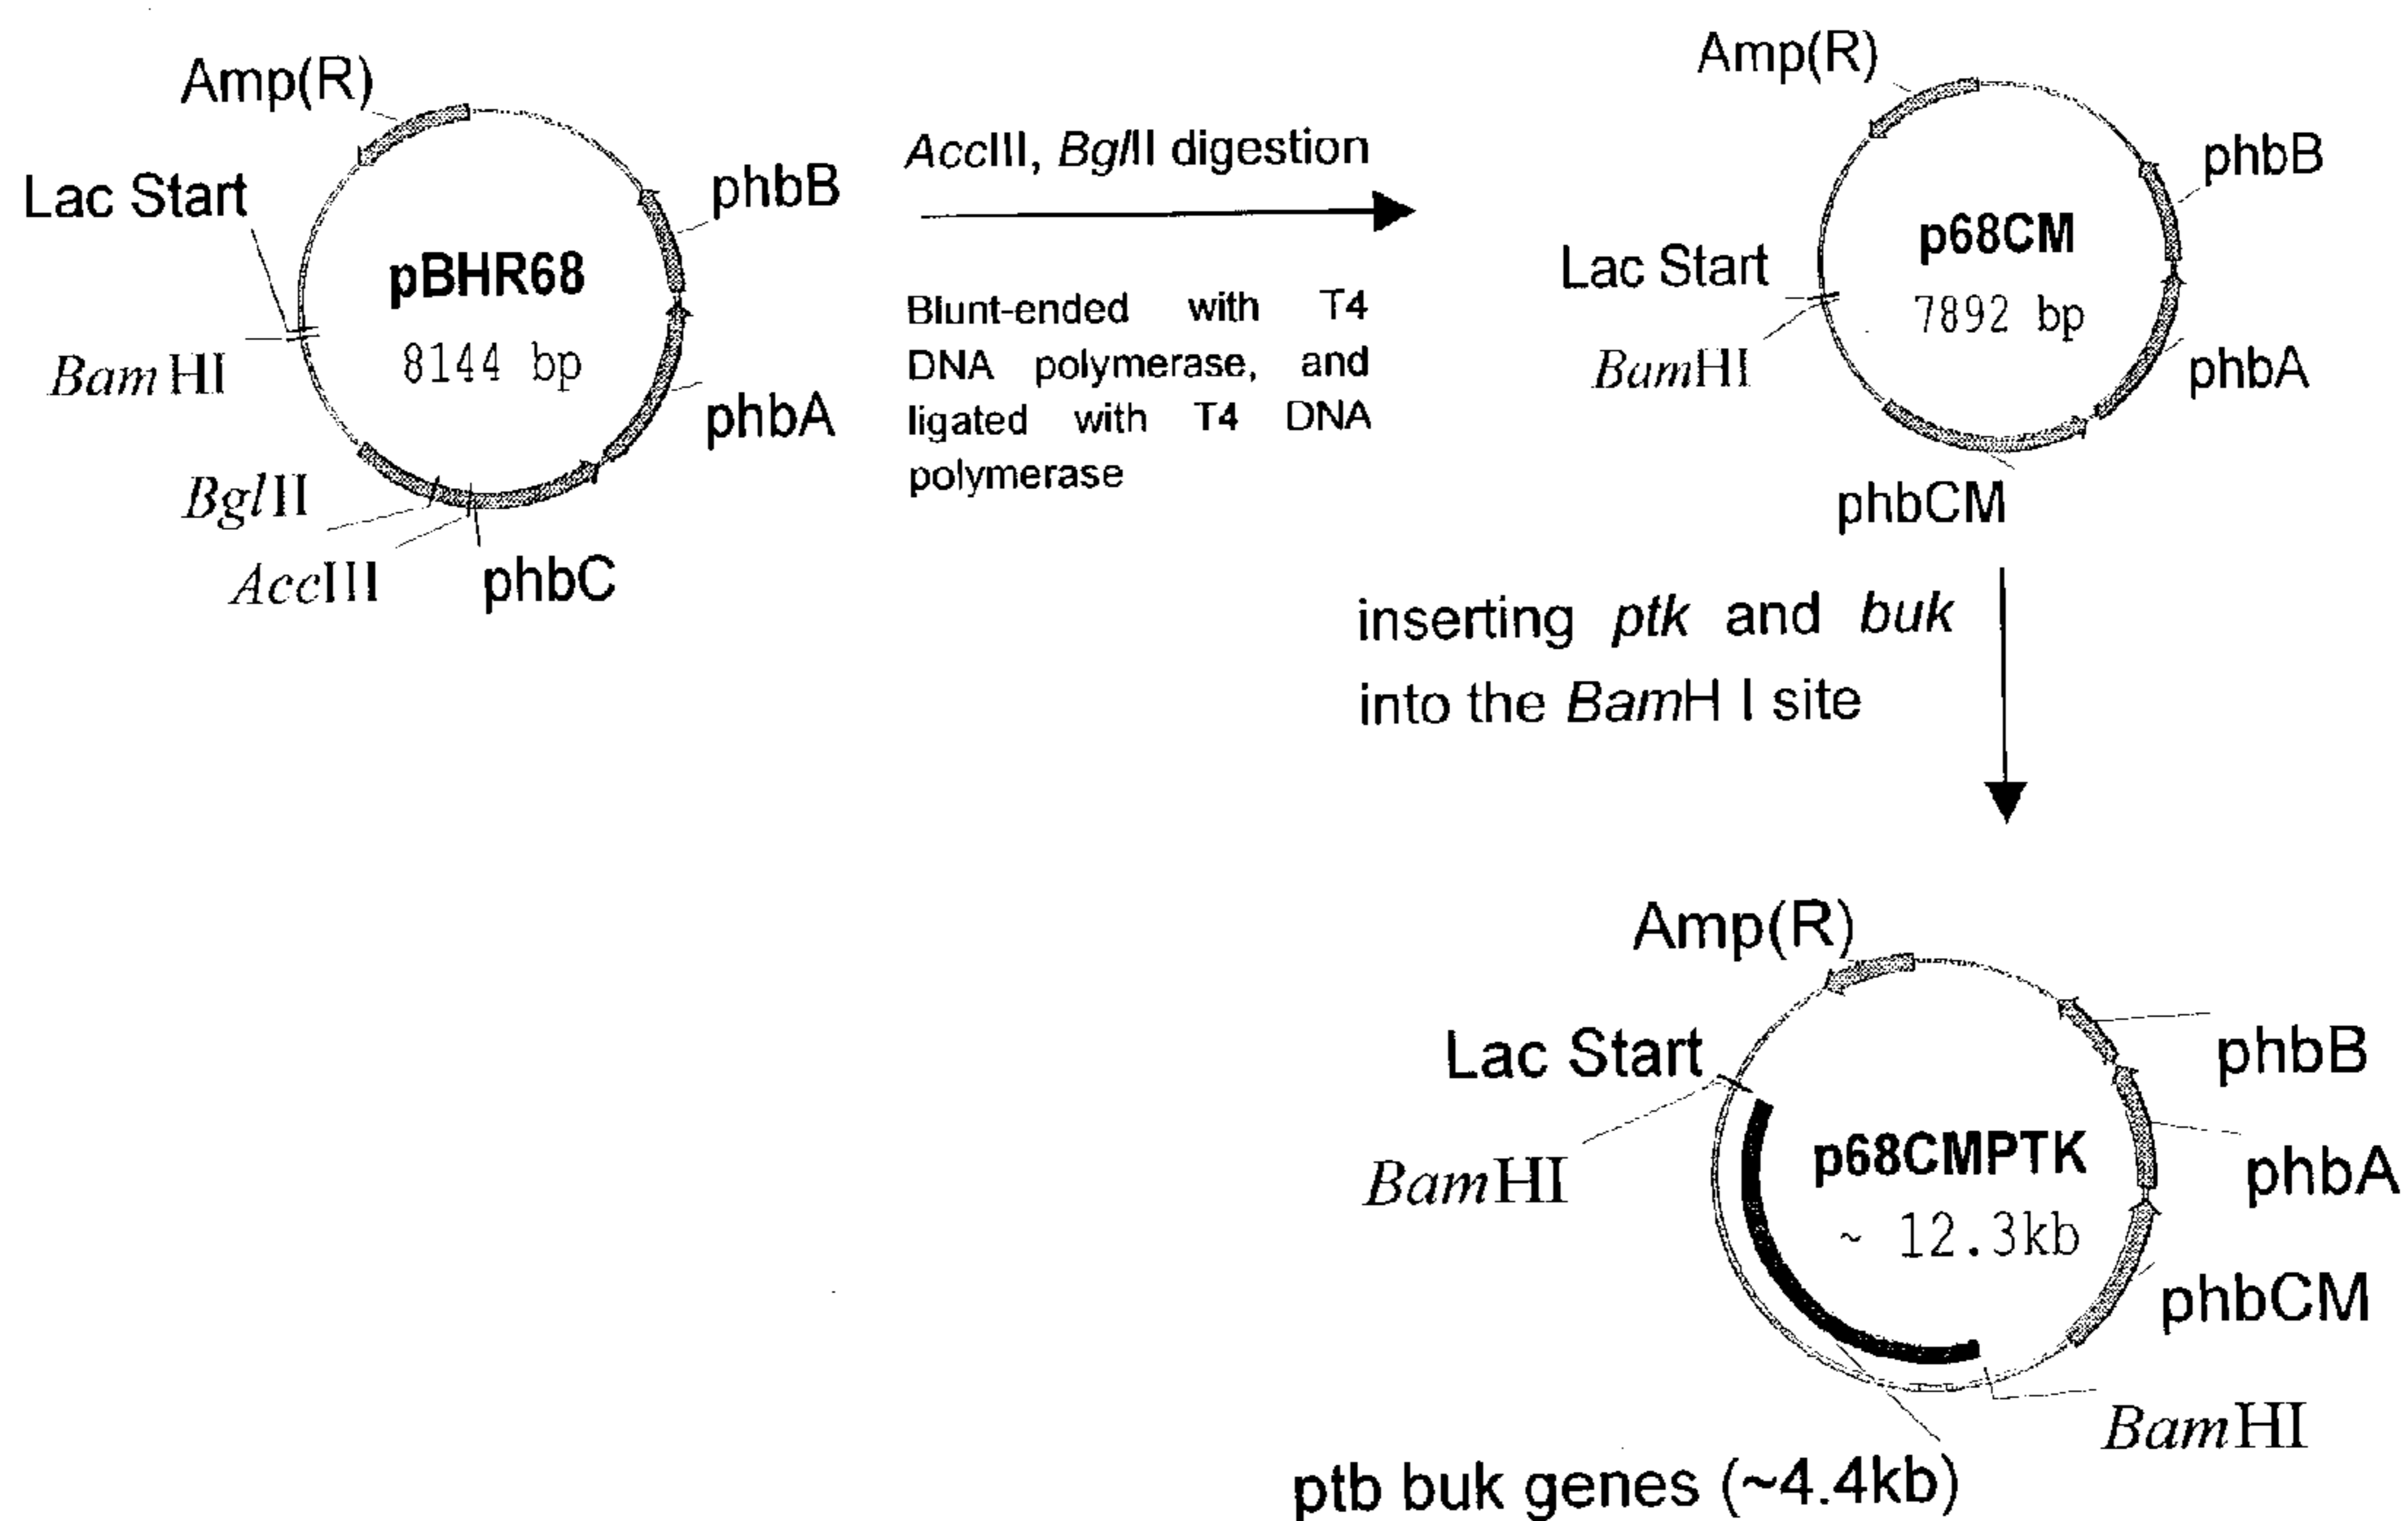 Amp(R)
Lac Start
phbB
pBHR68
8144 bp
BamHI
phbA
BglII
AccIII
phbC
AccIII, BglII digestion
Blunt-ended with T4
DNA polymerase, and
ligated with T4 DNA
polymerase
Amp(R)
phbB
p68CM
7892 bp
Lac Start
BamHI
phbA
phbCM
inserting ptk and buk
into the BamH I site
Amp(R)
Lac Start
phbB
BamHI
p68CMPTK
~ 12.3kb
phbA
phbCM
BamHI
ptb buk genes (~4.4kb)